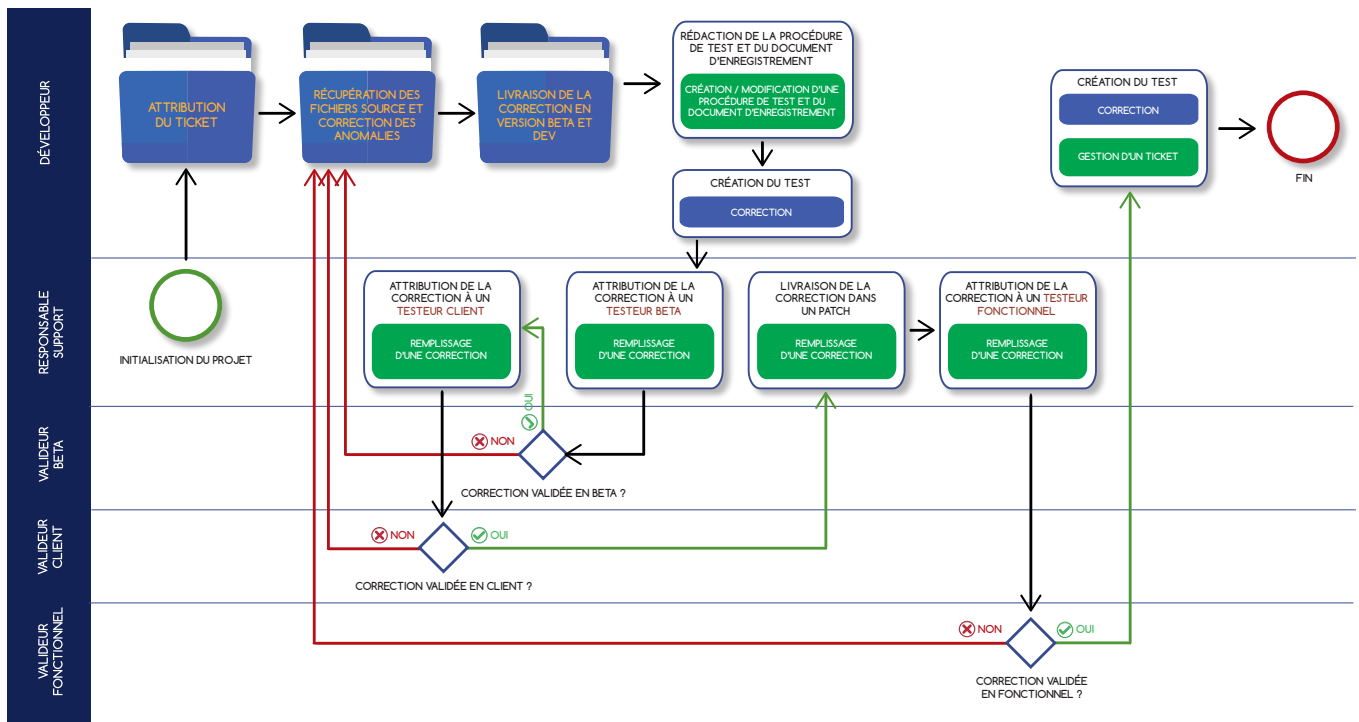 DÉVELOPPEUR
ATTRIBUTION
DU TICKET
RÉCUPÉRATION DES
FICHIERS SOURCE ET
CORRECTION DES
ANOMALIES
LIVRAISON DE LA
CORRECTION EN
VERSION BETA ET
DEV
RÉDACTION DE LA PROCÉDURE
DE TEST ET DU DOCUMENT
D'ENREGISTREMENT
CRÉATION / MODIFICATION D'UNE
PROCÉDURE DE TEST ET DU
DOCUMENT D'ENREGISTREMENT
CRÉATION DU TEST
CORRECTION
CRÉATION DU TEST
CORRECTION
GESTION D'UN TICKET
FIN
RESPONSABLE
SUPPORT
INITIALISATION DU PROJET
ATTRIBUTION DE LA
CORRECTION À UN
TESTEUR CLIENT
REMPLISSAGE
D'UNE CORRECTION
ATTRIBUTION DE LA
CORRECTION À UN
TESTEUR BETA
REMPLISSAGE
D'UNE CORRECTION
LIVRAISON DE LA
CORRECTION DANS
UN PATCH
REMPLISSAGE
D'UNE CORRECTION
ATTRIBUTION DE LA
CORRECTION À UN TESTEUR
FONCTIONNEL
REMPLISSAGE
D'UNE CORRECTION
VALIDEUR
BETA
NON
OUI
CORRECTION VALIDÉE EN BETA ?
VALIDEUR
CLIENT
NON
OUI
CORRECTION VALIDÉE EN CLIENT ?
VALIDEUR
FONCTIONNEL
NON
OUI
CORRECTION VALIDÉE
EN FONCTIONNEL ?